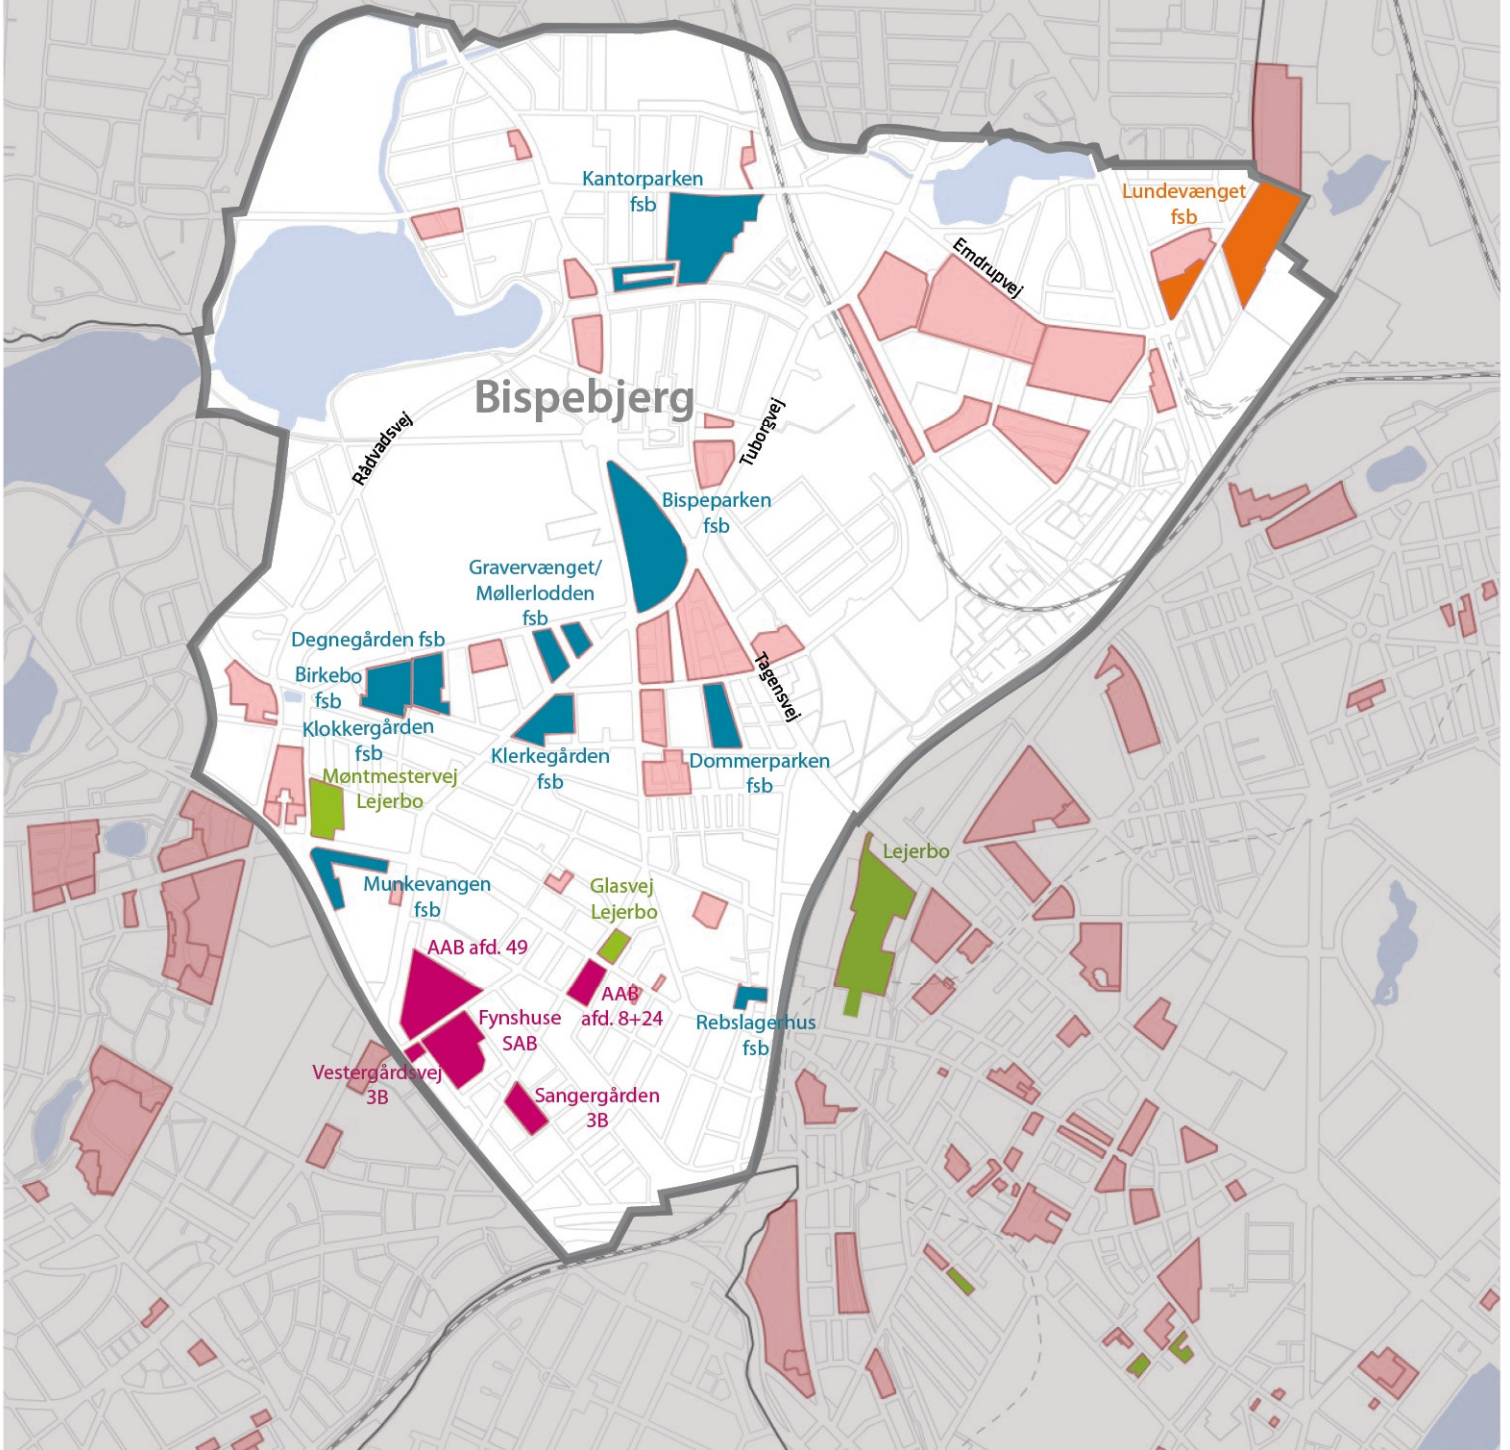 Kantorparken
fsb
Lundevænget
fsb
Emdrupvej
Bispebjerg
Rådvadsvej
Tuborgvej
Bispeparken
fsb
Gravervænget/
Møllerlodden
fsb
Degnegården fsb
Birkebo
fsb
Tagensvej
Klokkergården
fsb
Klerkegården
fsb
Dommerparken
fsb
Møntmestervej
Lejerbo
Lejerbo
Munkevangen
fsb
Glasvej
Lejerbo
AAB afd. 49
AAB
afd. 8+24
Fynshuse
SAB
Rebslagerhus
fsb
Vestergårdsvej
3B
Sangergården
3B